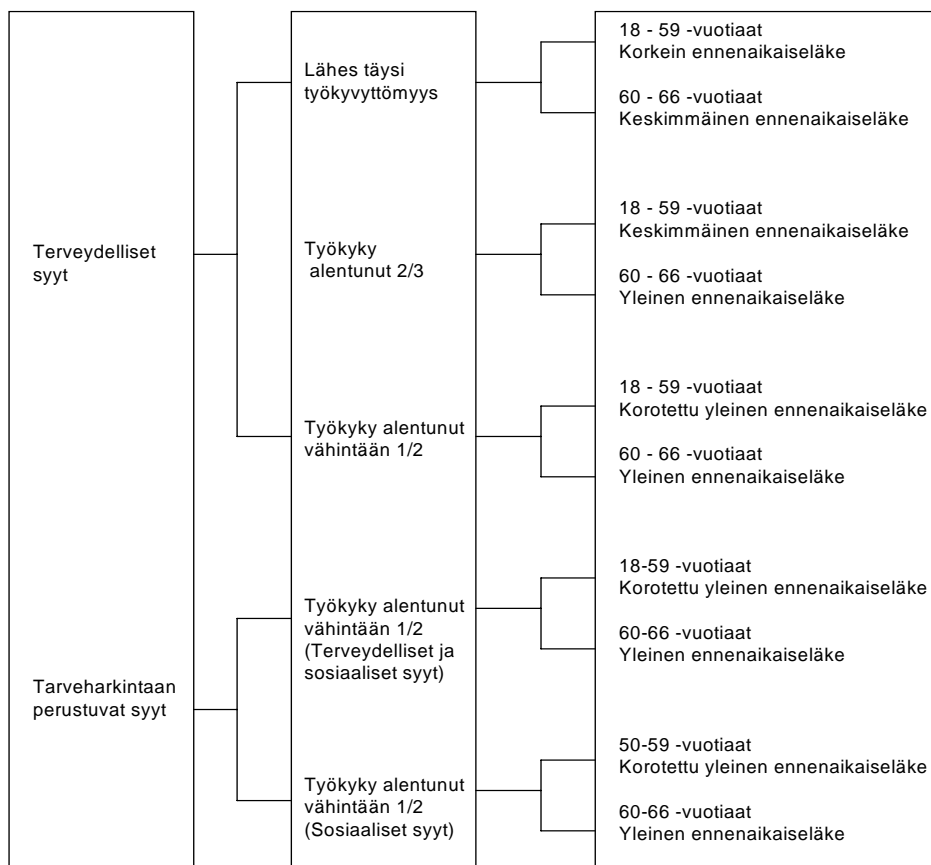 Terveydelliset
syyt
Lähes täysi
työkyvyttömyys
18 - 59 -vuotiaat
Korkein ennenaikaiseläke
60 - 66 -vuotiaat
Keskimmäinen ennenaikaiseläke
Työkyky
alentunut 2/3
18 - 59 -vuotiaat
Keskimmäinen ennenaikaiseläke
60 - 66 -vuotiaat
Yleinen ennenaikaiseläke
Työkyky alentunut
vähintään 1/2
18 - 59 -vuotiaat
Korotettu yleinen ennenaikaiseläke
60 - 66 -vuotiaat
Yleinen ennenaikaiseläke
Tarveharkintaan
perustuvat syyt
Työkyky alentunut
vähintään 1/2
(Terveydelliset ja
sosiaaliset syyt)
18-59 -vuotiaat
Korotettu yleinen ennenaikaiseläke
60-66 -vuotiaat
Yleinen ennenaikaiseläke
Työkyky alentunut
vähintään 1/2
(Sosiaaliset syyt)
50-59 -vuotiaat
Korotettu yleinen ennenaikaiseläke
60-66 -vuotiaat
Yleinen ennenaikaiseläke